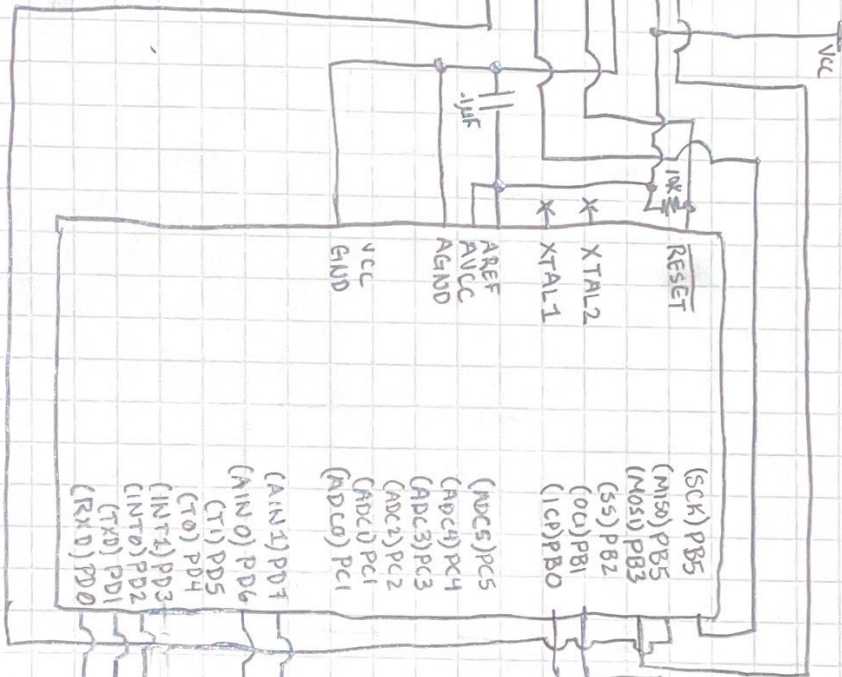 VCC
10K
RESET
(SCK)PB5
(MISO)PB5
(MOSI)PB3
(SS)PB2
XTAL2
(OC1)PB1
XTAL1
(ICP)PB0
.1µF
AREF
AVCC
AGND
(ADC5)PC5
(ADC4)PC4
(ADC3)PC3
(ADC2)PC2
VCC
(ADC1)PC1
GND
(ADC0)PC1
(AIN1)PD7
(AIN0)PD6
(T1)PD5
(T0)PD4
(INT1)PD3
(INT0)PD2
(TXD)PD1
(RXD)PD0